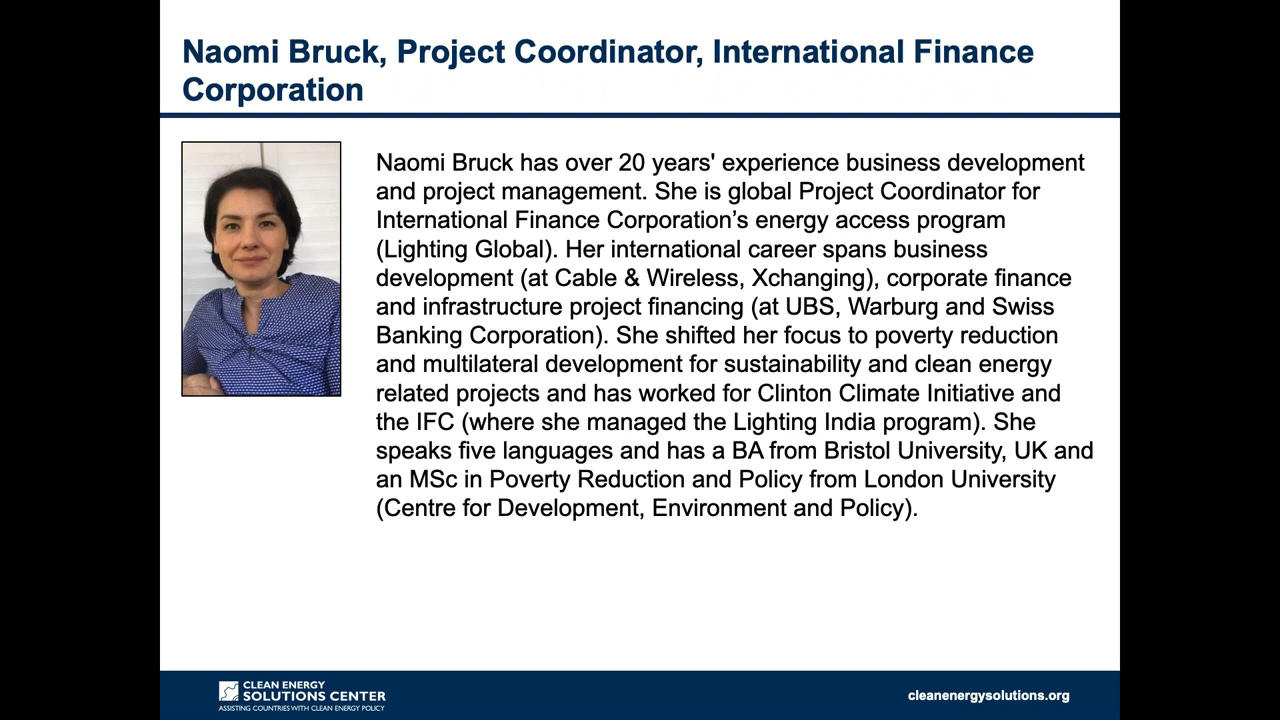 Naomi Bruck, Project Coordinator, International Finance
Corporation
Naomi Bruck has over 20 years' experience business development
and project management. She is global Project Coordinator for
International Finance Corporation’s energy access program
(Lighting Global). Her international career spans business
development (at Cable & Wireless, Xchanging), corporate finance
and infrastructure project financing (at UBS, Warburg and Swiss
Banking Corporation). She shifted her focus to poverty reduction
and multilateral development for sustainability and clean energy
related projects and has worked for Clinton Climate Initiative and
the IFC (where she managed the Lighting India program). She
speaks five languages and has a BA from Bristol University, UK and
an MSc in Poverty Reduction and Policy from London University
(Centre for Development, Environment and Policy).
CLEAN ENERGY
SOLUTIONS CENTER
ASSISTING COUNTRIES WITH CLEAN ENERGY POLICY
cleanenergysolutions.org